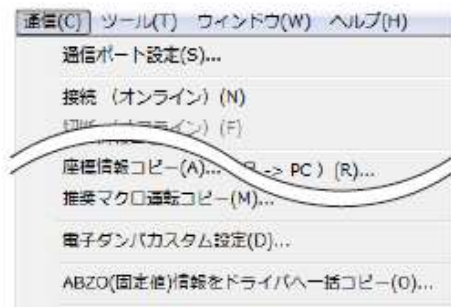 通信(C) ツール(T) ウィンドウ(W) ヘルプ(H)
通信ポート設定(S)...
接続 (オンライン) (N)
(F)
座標情報コピー(A)... -> PC ) (R)...
推奨マクロ運転コピー(M)...
電子ダンパカスタム設定(D)...
ABZO(固定値)情報をドライバへ一括コピー(O)...